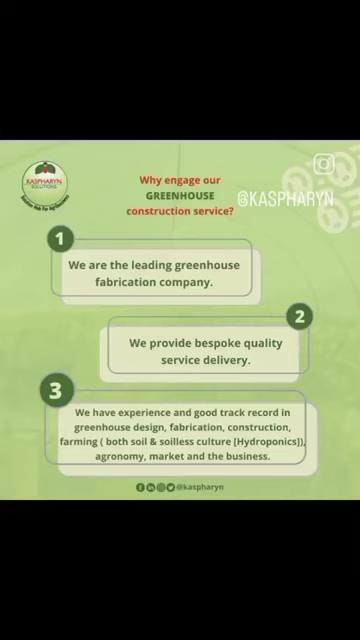 KASPHARYN
SOLUTIONS
Why engage our
GREENHOUSE
construction service?
@KASPHARYN
1
We are the leading greenhouse
fabrication company.
2
We provide bespoke quality
service delivery.
3
We have experience and good track record in
greenhouse design, fabrication, construction,
farming ( both soil & soilless culture [Hydroponics]),
agronomy, market and the business.
@kaspharyn